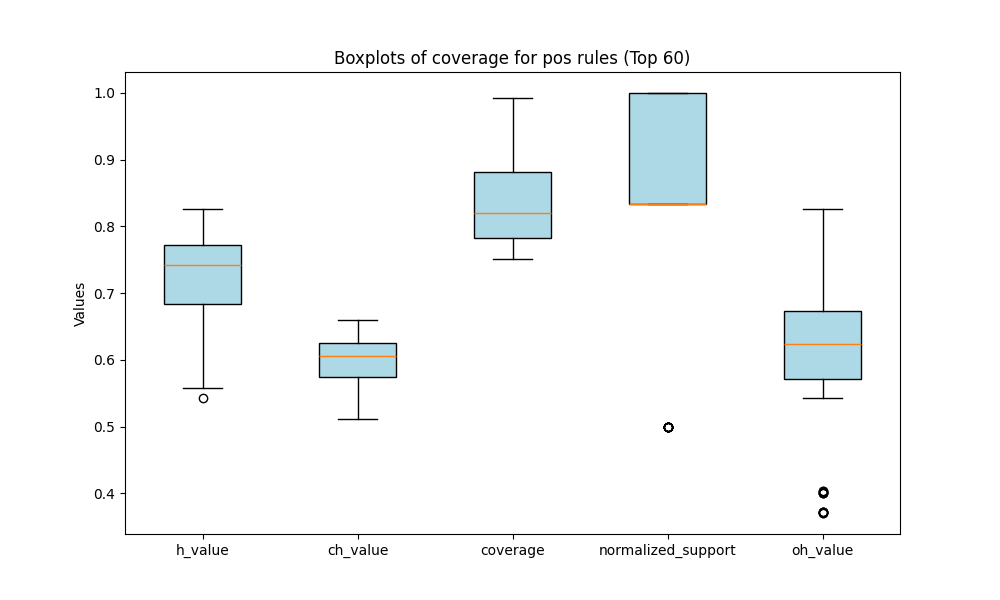 Boxplots of coverage for pos rules (Top 60)
1.0
0.9
0.8
0.7
0.6
0.5
0.4
Values
h_value
ch_value
coverage
normalized_support
oh_value